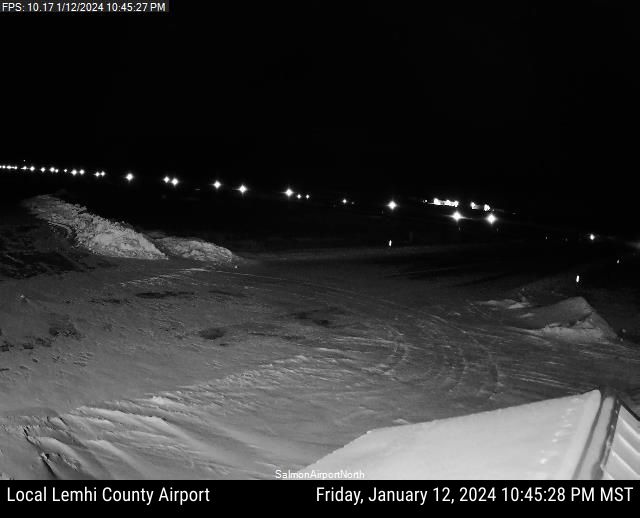 FPS: 10.17 1/12/2024 10:45:27 PM
SalmonAirportNorth
Local Lemhi County Airport Friday, January 12, 2024 10:45:28 PM MST